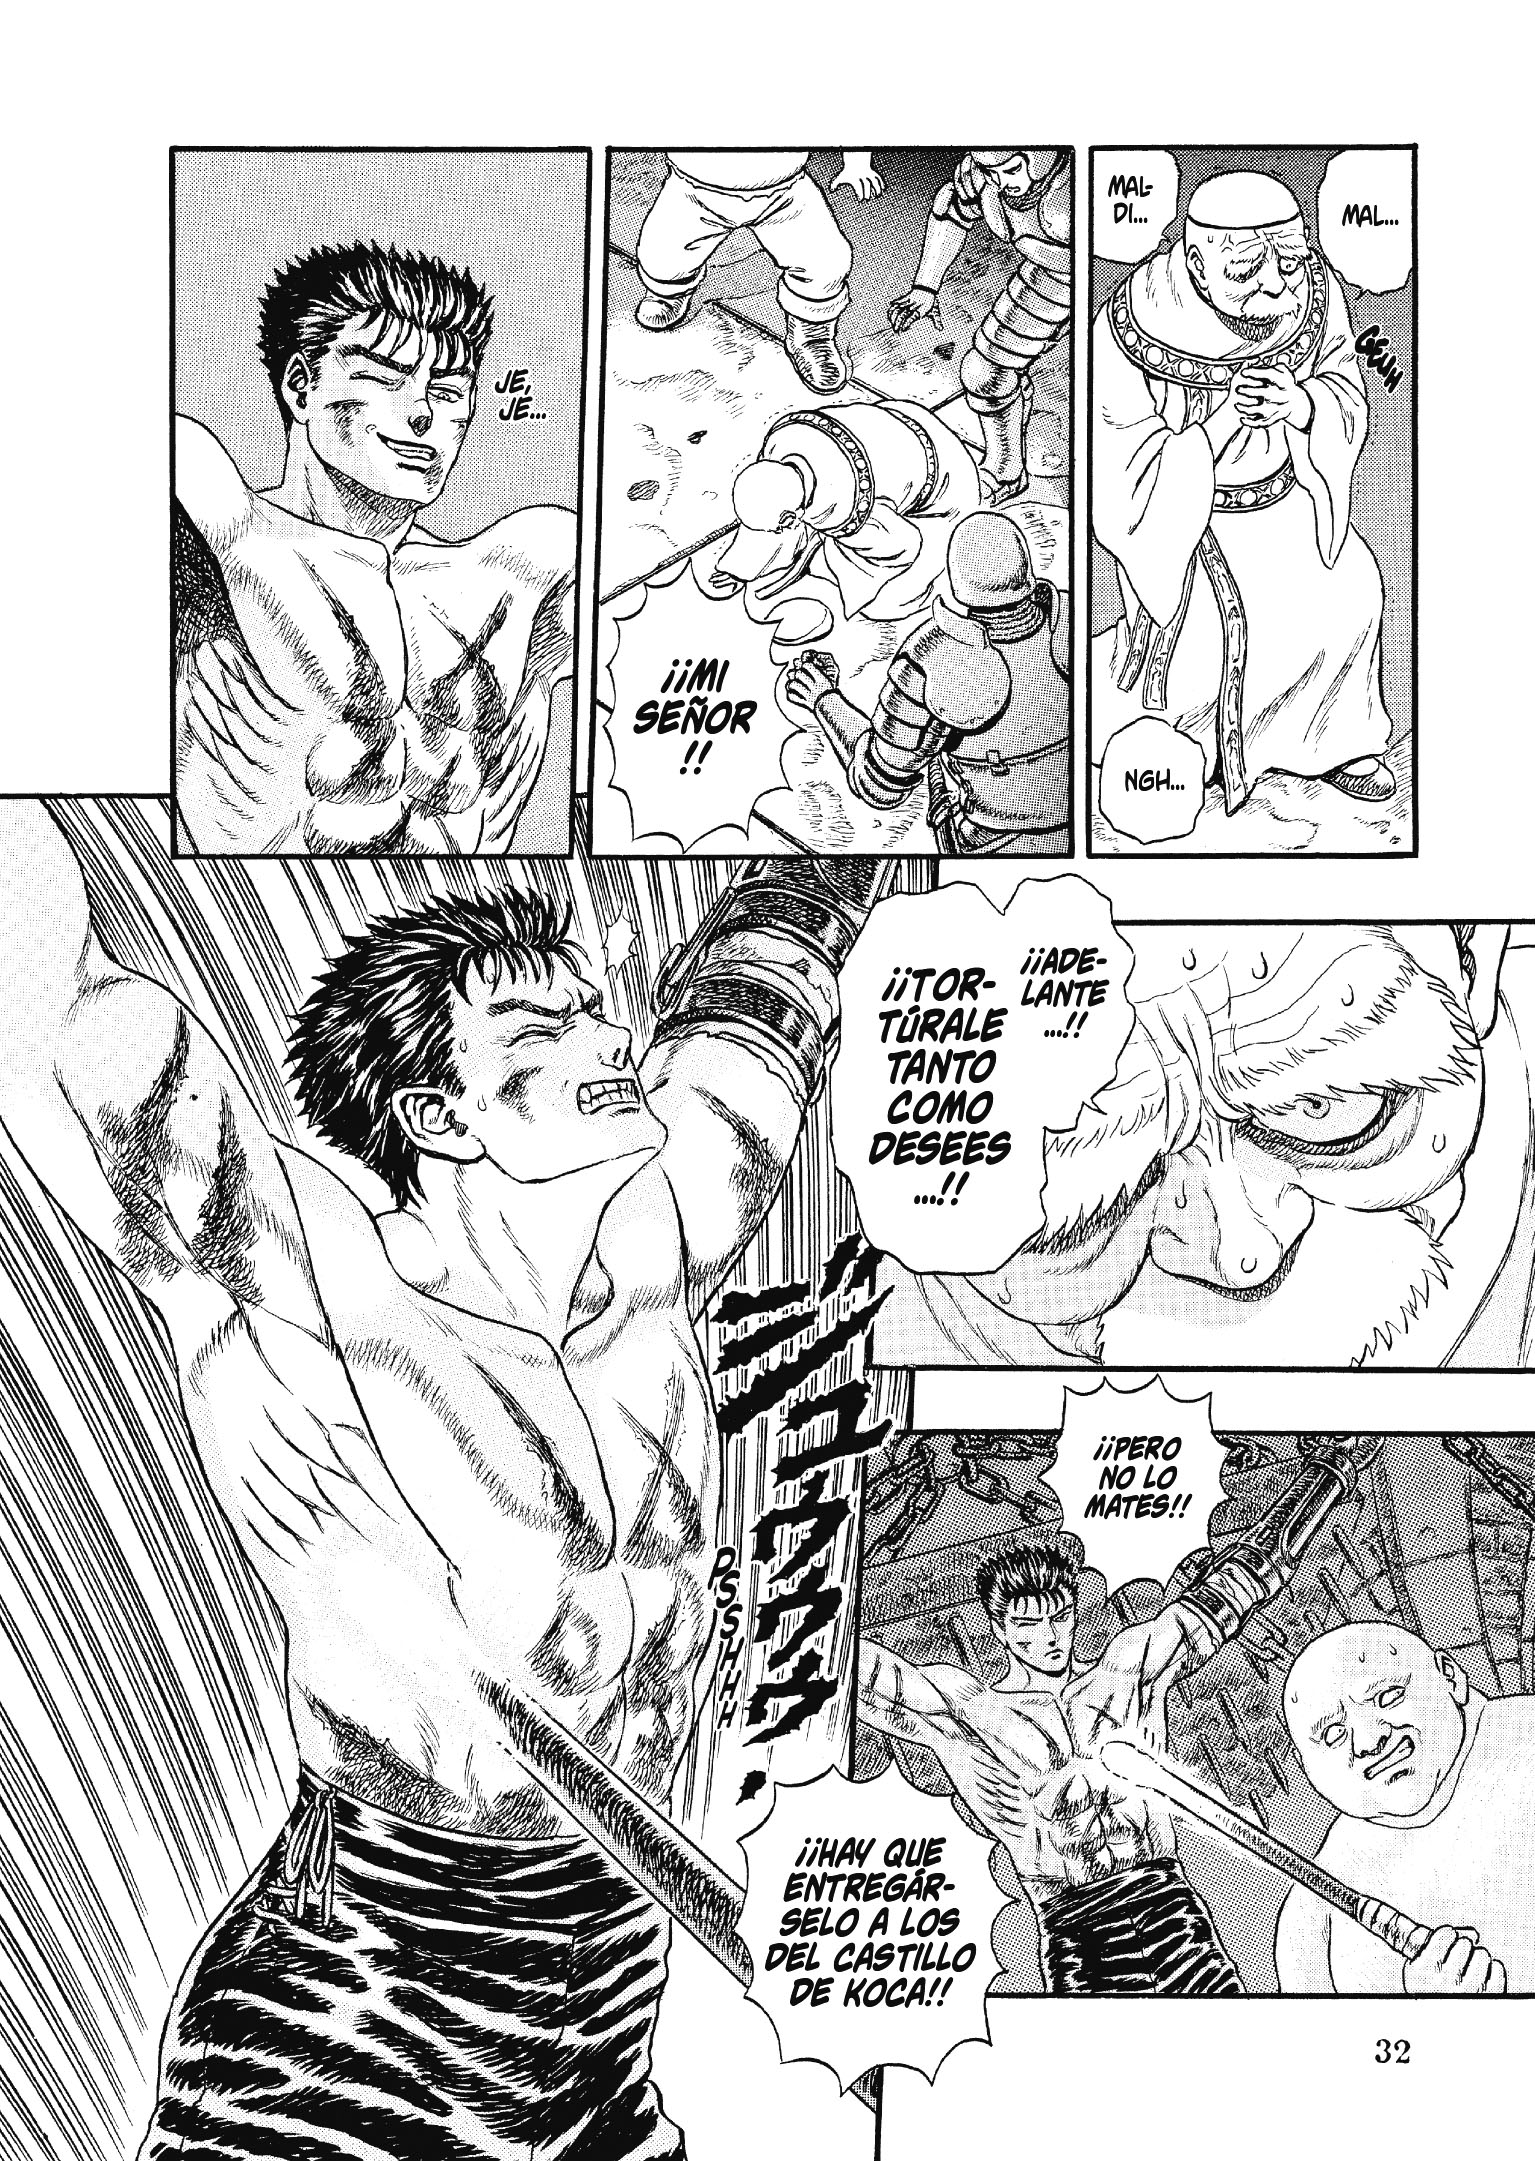 MAL...
MAL-
DI...
GEUH
NGH...
¡¡MI
SEÑOR
!!
JE,
JE...
¡¡ADE-
LANTE
...!!
¡¡TOR-
TÚRALE
TANTO
COMO
DESEES
...!!
¡¡PERO
NO LO
MATES!!
¡¡HAY QUE
ENTREGÁR-
SELO A LOS
DEL CASTILLO
DE KOCA!!
PSSHHH
32